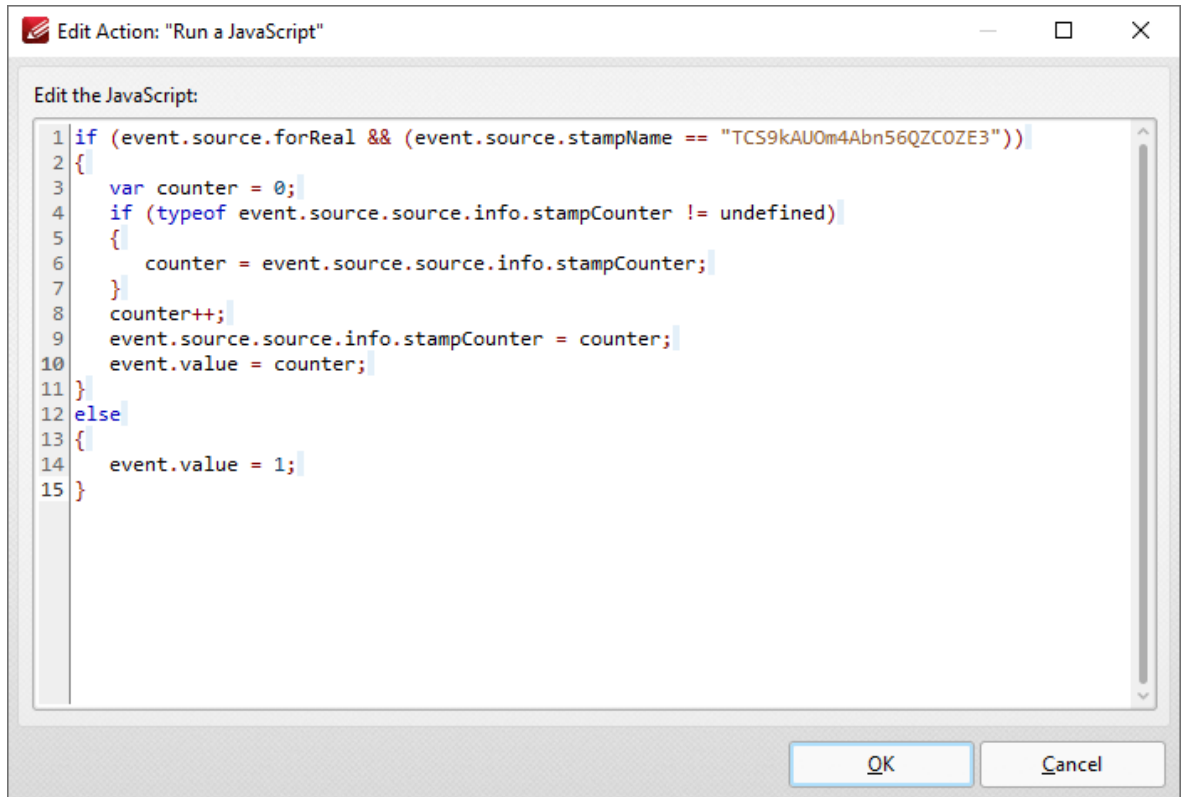 Edit Action: "Run a JavaScript"
Edit the JavaScript:
1 if (event.source.forReal && (event.source.stampName == "TCS9kAUOm4Abn56QZCOZE3"))
2 {
3    var counter = 0;
4    if (typeof event.source.source.info.stampCounter != undefined)
5    {
6       counter = event.source.source.info.stampCounter;
7    }
8    counter++;
9    event.source.source.info.stampCounter = counter;
10    event.value = counter;
11 }
12 else
13 {
14    event.value = 1;
15 }
OK Cancel